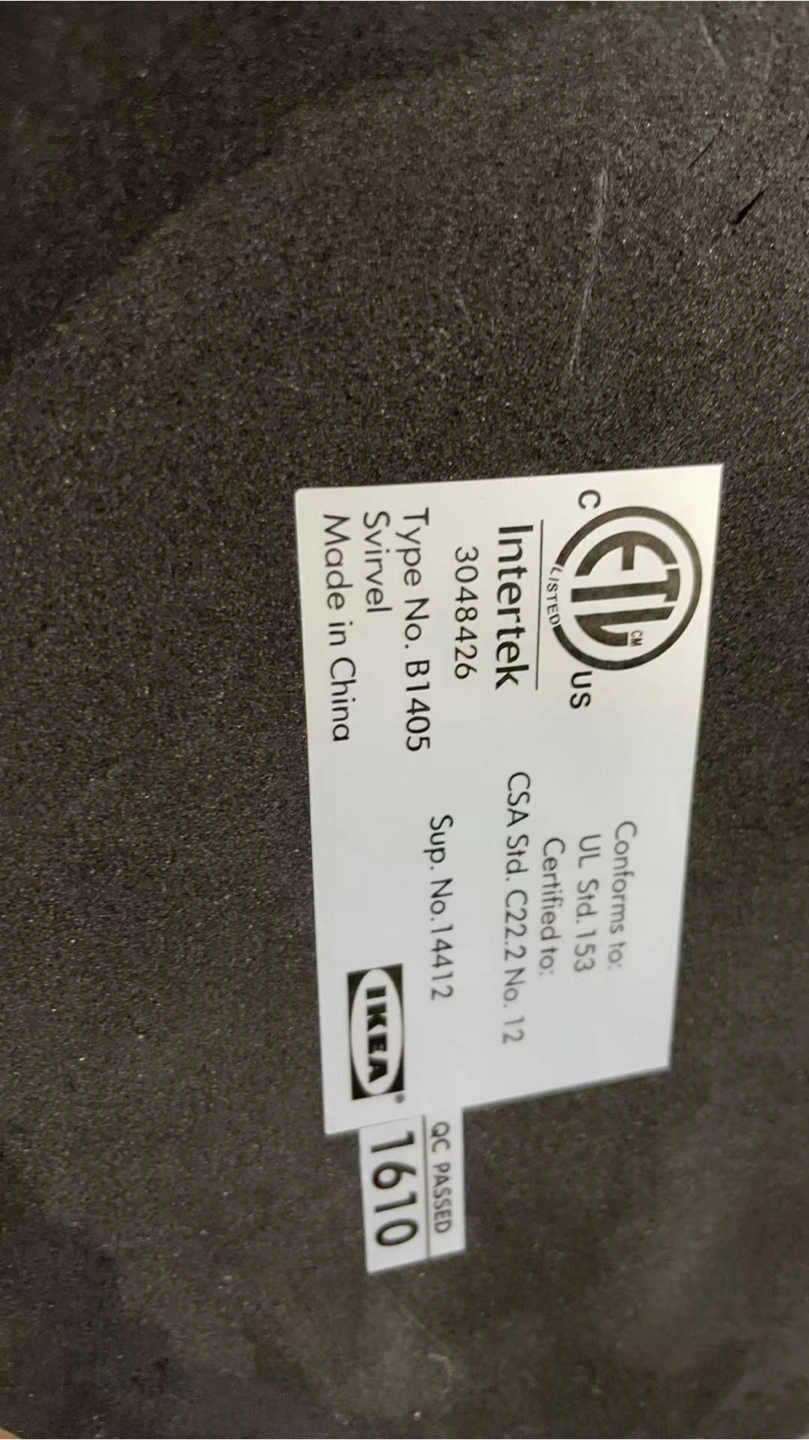 C ETL CM US
LISTED
Intertek
3048426
Conforms to:
UL Std.153
Certified to:
CSA Std. C22.2 No. 12
Type No. B1405
Svirvel
Made in China
Sup. No.14412
IKEA®
QC PASSED
1610